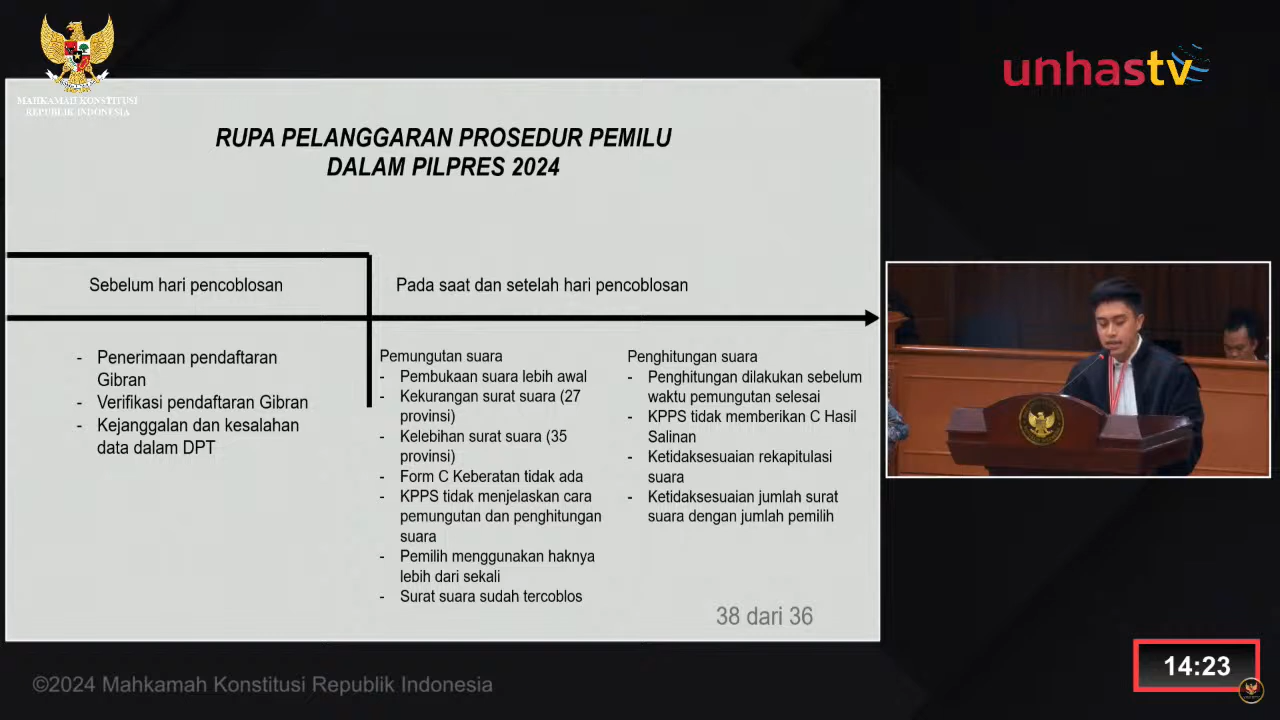 MAHKAMAH KONSTITUSI
REPUBLIK INDONESIA
unhastv
RUPA PELANGGARAN PROSEDUR PEMILU
DALAM PILPRES 2024
Sebelum hari pencoblosan
- Penerimaan pendaftaran
Gibran
- Verifikasi pendaftaran Gibran
- Kejanggalan dan kesalahan
data dalam DPT
Pada saat dan setelah hari pencoblosan
Pemungutan suara
- Pembukaan suara lebih awal
- Kekurangan surat suara (27
provinsi)
- Kelebihan surat suara (35
provinsi)
- Form C Keberatan tidak ada
- KPPS tidak menjelaskan cara
pemungutan dan penghitungan
suara
- Pemilih menggunakan haknya
lebih dari sekali
- Surat suara sudah tercoblos
Penghitungan suara
- Penghitungan dilakukan sebelum
waktu pemungutan selesai
- KPPS tidak memberikan C Hasil
Salinan
- Ketidaksesuaian rekapitulasi
suara
- Ketidaksesuaian jumlah surat
suara dengan jumlah pemilih
38 dari 36
14:23
©2024 Mahkamah Konstitusi Republik Indonesia